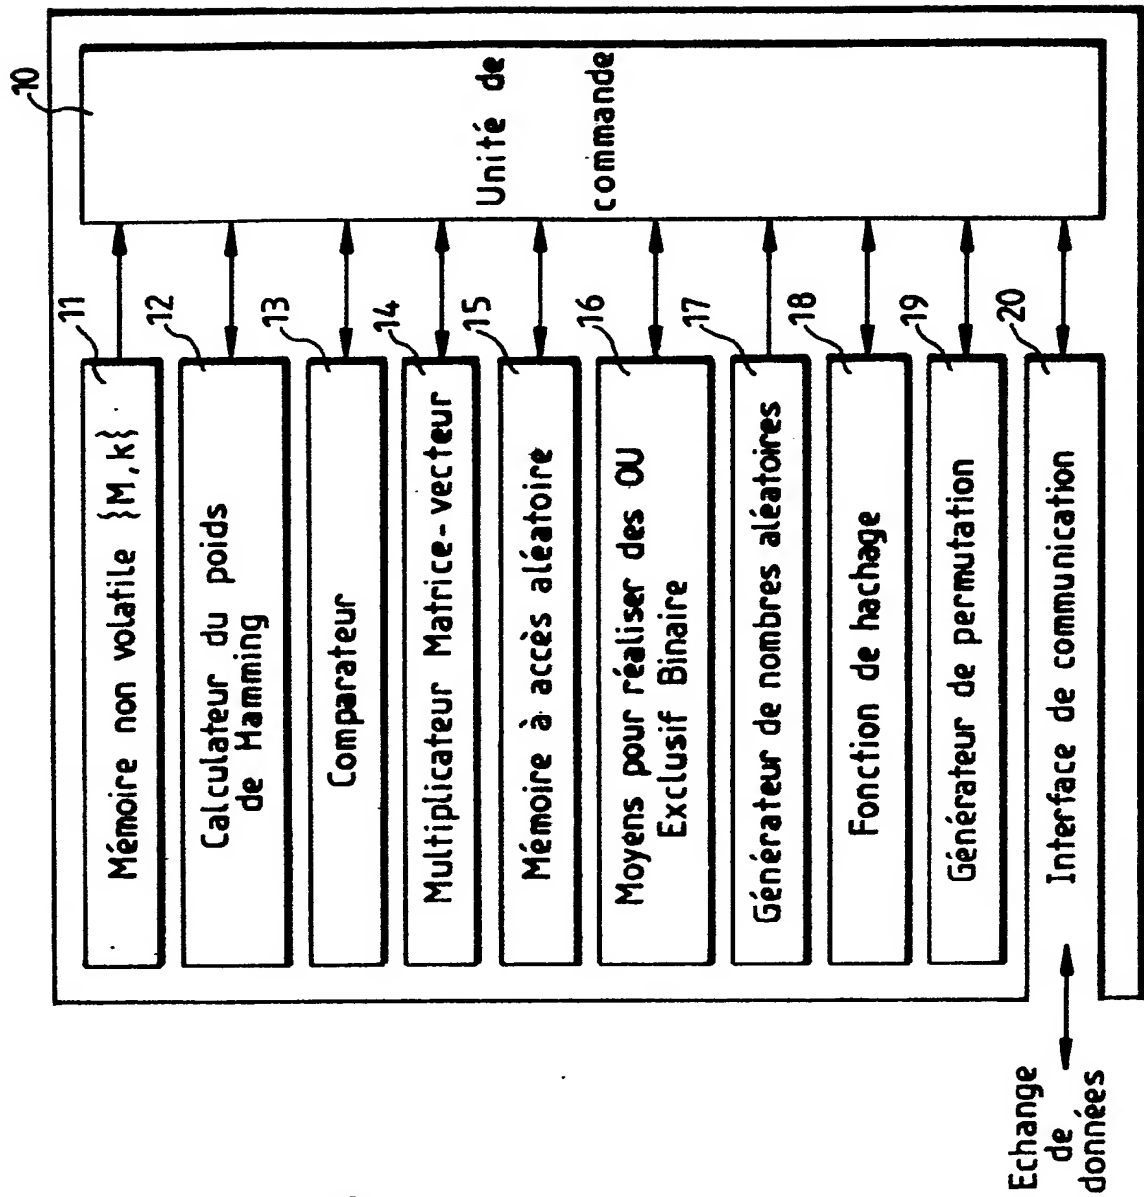 10
Unité de
commande
11
Mémoire non volatile }M,k{
12
Calculateur du poids
de Hamming
13
Comparateur
14
Multiplicateur Matrice-vecteur
15
Mémoire à accès aléatoire
16
Moyens pour réaliser des OU
Exclusif Binaire
17
Générateur de nombres aléatoires
18
Fonction de hachage
19
Générateur de permutation
20
Interface de communication
Echange
de
données